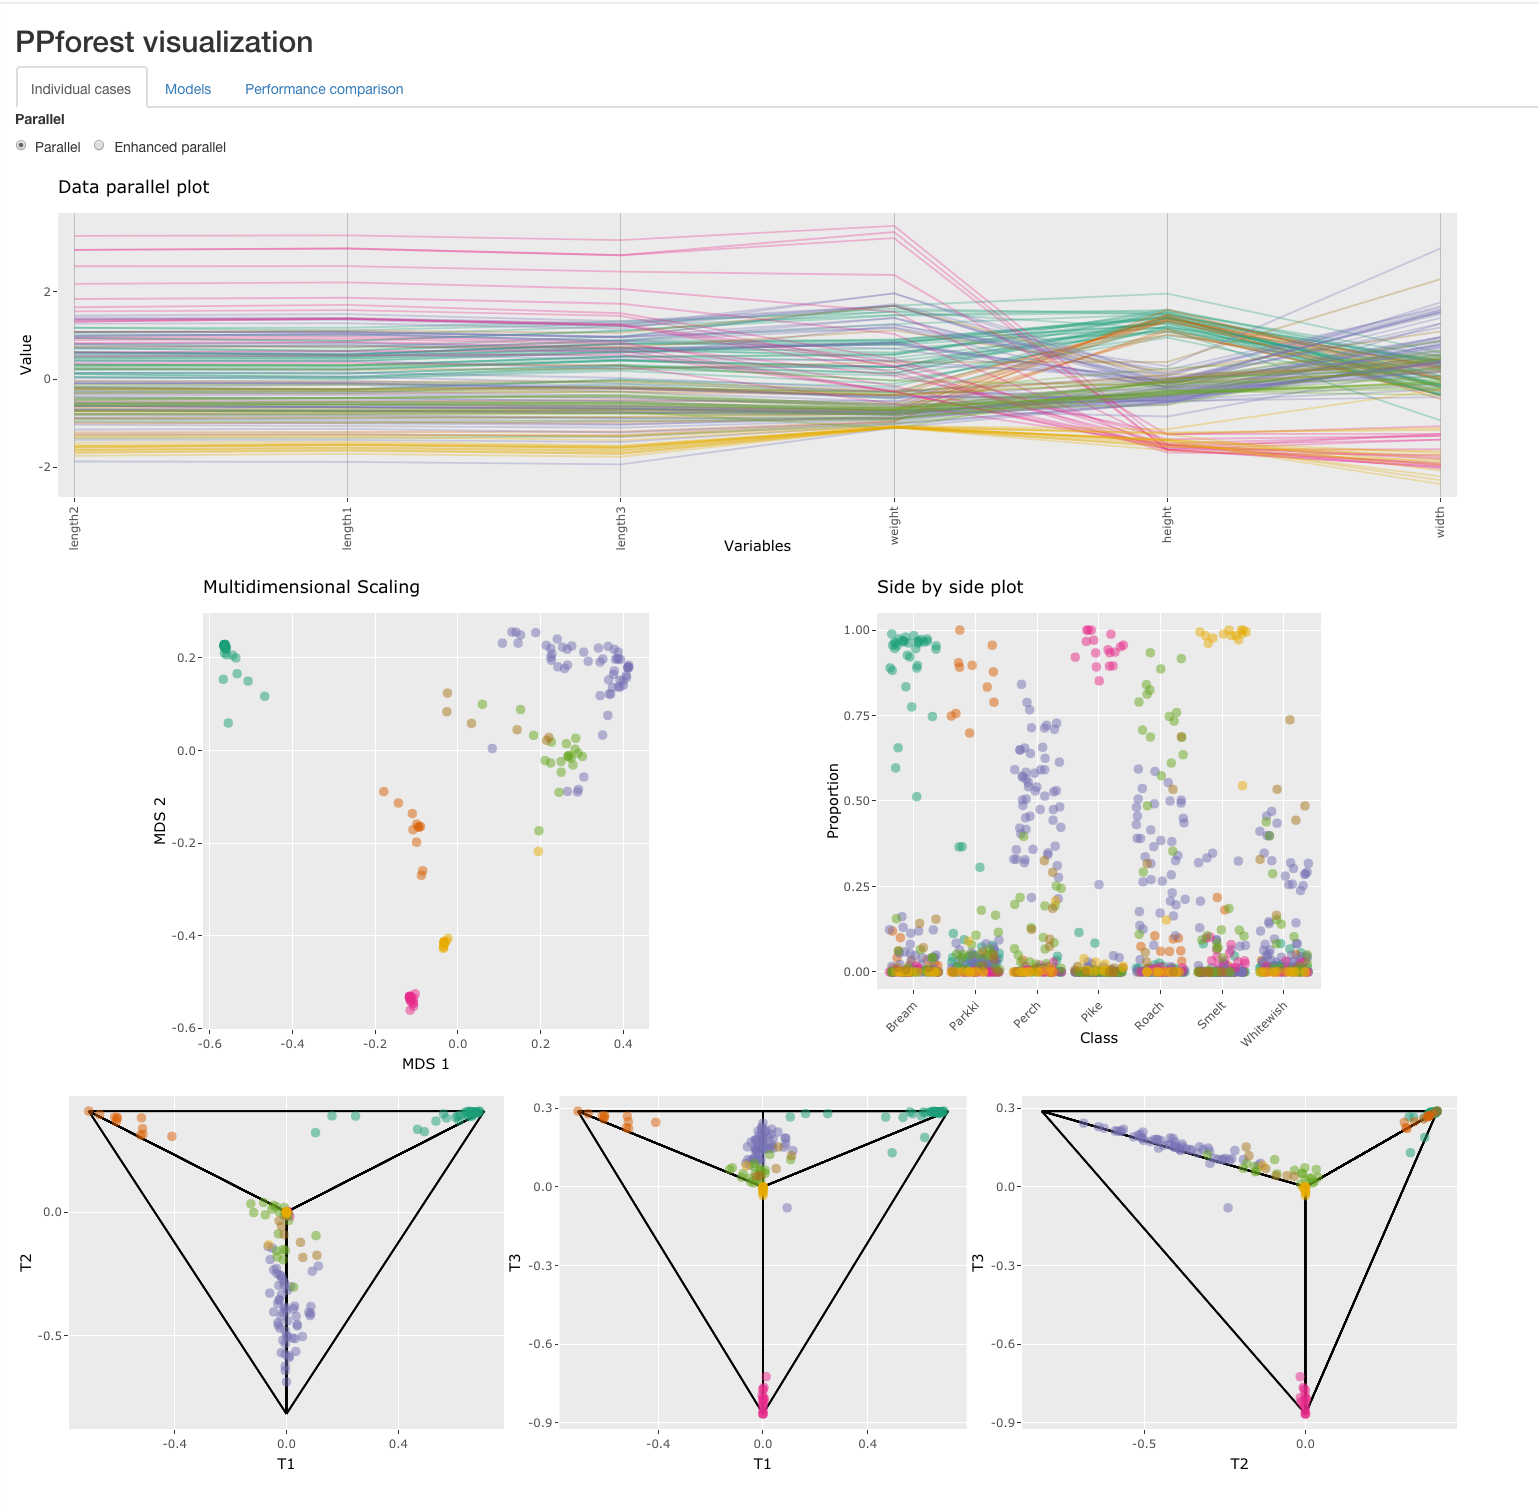 PPforest visualization
Individual cases
Models
Performance comparison
Parallel
Parallel
Enhanced parallel
Data parallel plot
Value
2
0
-2
length2
length1
length3
weight
height
width
Variables
Multidimensional Scaling
MDS 2
0.2
0.0
-0.2
-0.4
-0.6
-0.6
-0.4
-0.2
0.0
0.2
0.4
MDS 1
Side by side plot
Proportion
1.00
0.75
0.50
0.25
0.00
Bream
Parkki
Perch
Pike
Roach
Smelt
Whitewish
Class
T2
0.0
-0.5
-0.4
0.0
0.4
T1
T3
0.3
0.0
-0.3
-0.6
-0.9
-0.4
0.0
0.4
T1
T3
0.3
0.0
-0.3
-0.6
-0.9
-0.5
0.0
T2